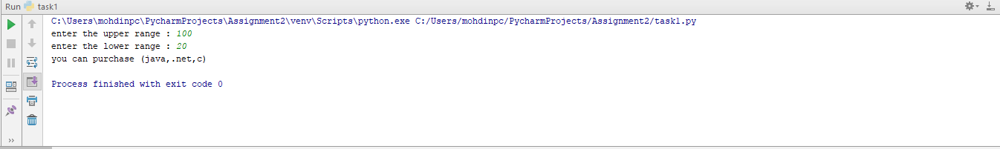 Run task1
C:\Users\mohdinpc\PycharmProjects\Assignment2\venv\Scripts\python.exe C:/Users/mohdinpc/PycharmProjects/Assignment2/task1.py
enter the upper range : 100
enter the lower range : 20
you can purchase (java,.net,c)
Process finished with exit code 0